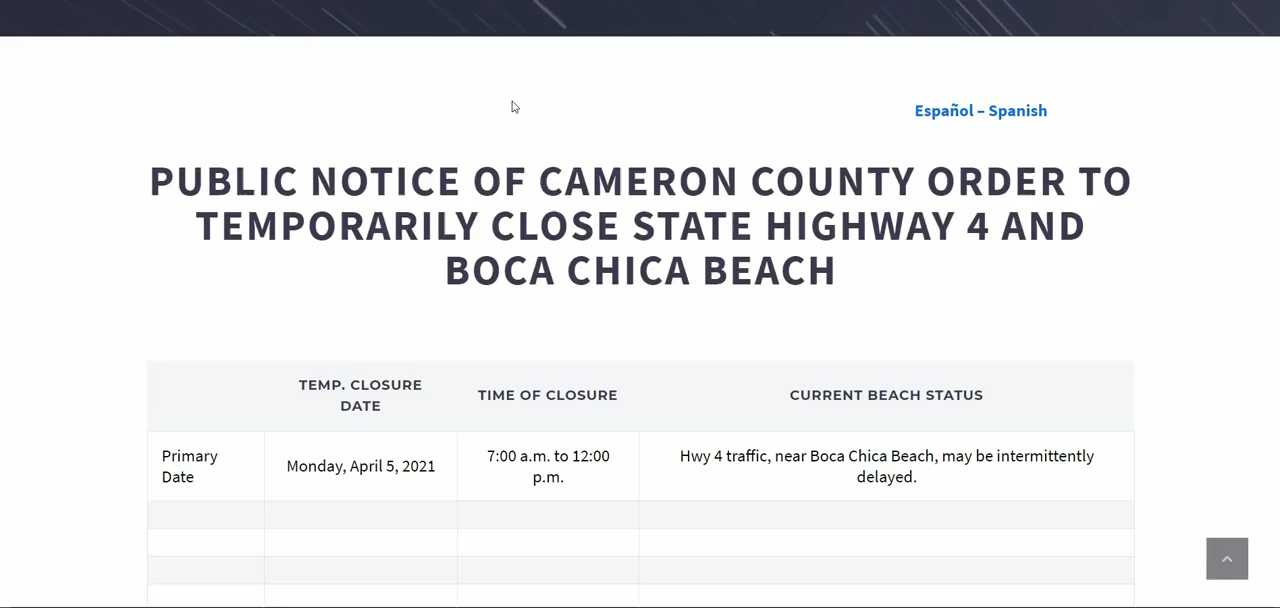 Español – Spanish
PUBLIC NOTICE OF CAMERON COUNTY ORDER TO
TEMPORARILY CLOSE STATE HIGHWAY 4 AND
BOCA CHICA BEACH
TEMP. CLOSURE
DATE
TIME OF CLOSURE
CURRENT BEACH STATUS
Primary
Date
Monday, April 5, 2021
7:00 a.m. to 12:00
p.m.
Hwy 4 traffic, near Boca Chica Beach, may be intermittently
delayed.